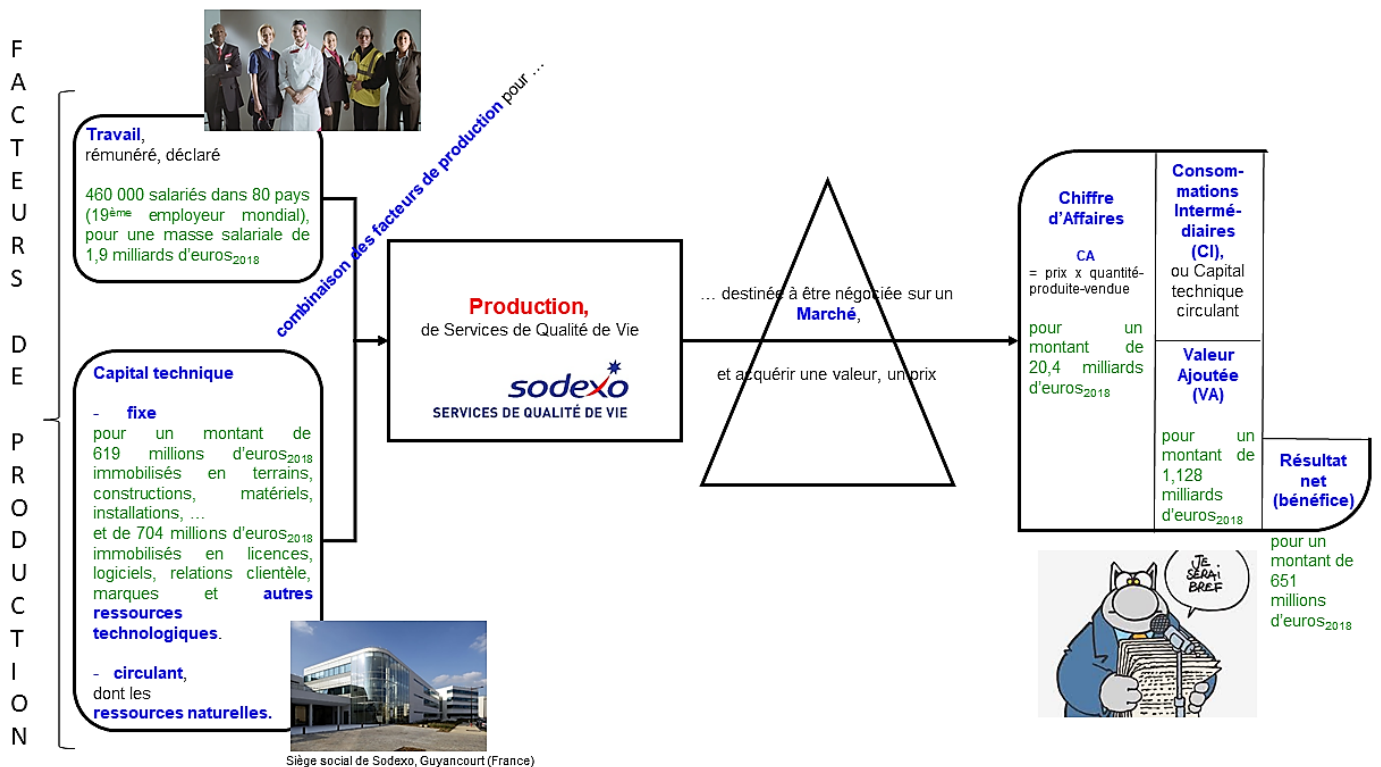 FACTEURS DE PRODUCTION
Travail,
rémunéré, déclaré
460 000 salariés dans 80 pays
(19ème employeur mondial),
pour une masse salariale de
1,9 milliards d'euros2018
Capital technique
- fixe
pour un montant de
619 millions d'euros2018
immobilisés en terrains,
constructions, matériels,
installations, …
et de 704 millions d'euros2018
immobilisés en licences,
logiciels, relations clientèle,
marques et autres
ressources
technologiques.
- circulant,
dont les
ressources naturelles.
Siège social de Sodexo, Guyancourt (France)
combinaison des facteurs de production pour …
Production,
de Services de Qualité de Vie
sodexo
SERVICES DE QUALITÉ DE VIE
… destinée à être négociée sur un
Marché,
et acquérir une valeur, un prix
Chiffre
d'Affaires
CA
= prix x quantité-
produite-vendue
pour un
montant de
20,4 milliards
d'euros2018
Consom-
mations
Intermé-
diaires
(CI),
ou Capital
technique
circulant
Valeur
Ajoutée
(VA)
pour un
montant de
1,128
milliards
d'euros2018
Résultat
net
(bénéfice)
pour un
montant de
651
millions
d'euros2018
JE
SERAI
BREF